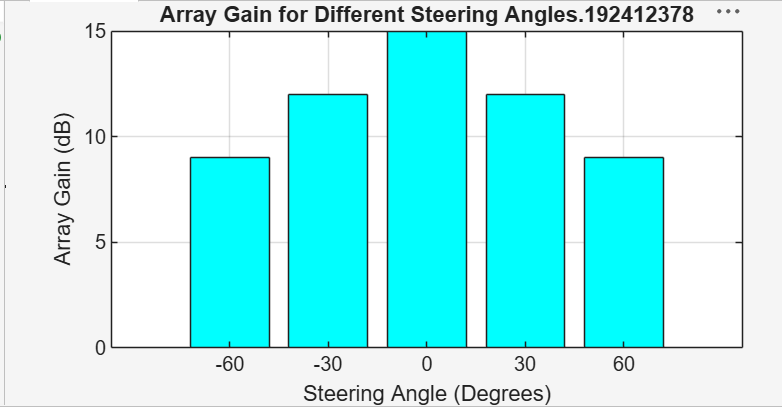 Array Gain for Different Steering Angles.192412378
15
10
5
0
Array Gain (dB)
-60 -30 0 30 60
Steering Angle (Degrees)